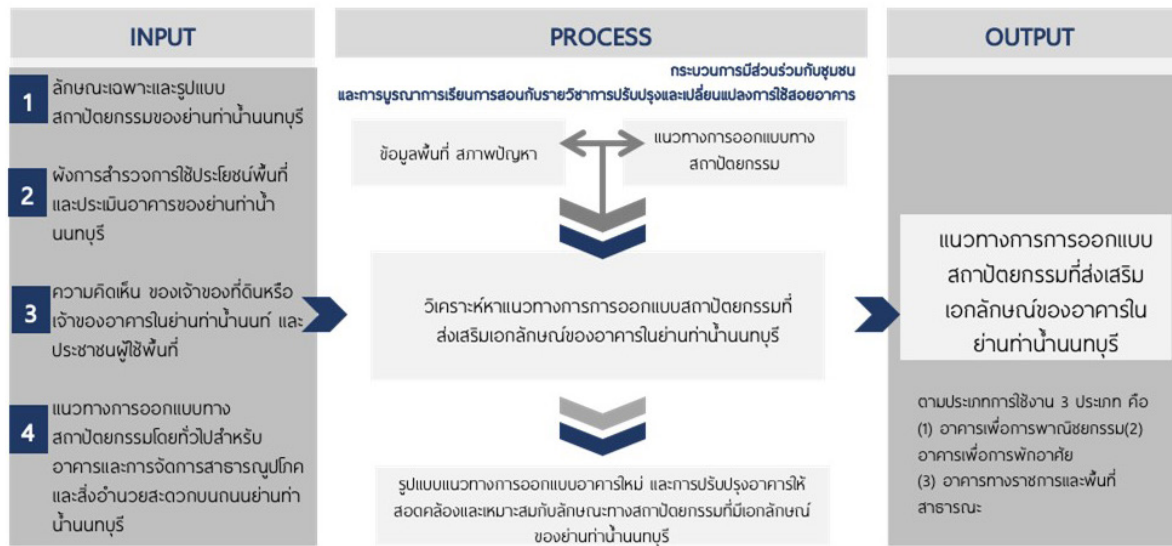 INPUT
1
ลักษณะเฉพาะและรูปแบบ
สถาปัตยกรรมของย่านท่าน้ำนนทบุรี
2
ผังการสำรวจการใช้ประโยชน์พื้นที่
และประเมินอาคารของย่านท่าน้ำ
นนทบุรี
3
ความคิดเห็น ของเจ้าของที่ดินหรือ
เจ้าของอาคารในย่านท่าน้ำนนท์ และ
ประชาชนผู้ใช้พื้นที่
4
แนวทางการออกแบบทาง
สถาปัตยกรรมโดยทั่วไปสำหรับ
อาคารและการจัดการสาธารณูปโภค
และสิ่งอำนวยสะดวกบนถนนย่านท่า
น้ำนนทบุรี
PROCESS
กระบวนการมีส่วนร่วมกับชุมชน
และการบูรณาการเรียนการสอนกับรายวิชาการปรับปรุงและเปลี่ยนแปลงการใช้สอยอาคาร
ข้อมูลพื้นที่ สภาพปัญหา
แนวทางการออกแบบทาง
สถาปัตยกรรม
วิเคราะห์หาแนวทางการการออกแบบสถาปัตยกรรมที่
ส่งเสริมเอกลักษณ์ของอาคารในย่านท่าน้ำนนทบุรี
รูปแบบแนวทางการออกแบบอาคารใหม่ และการปรับปรุงอาคารให้
สอดคล้องและเหมาะสมกับลักษณะทางสถาปัตยกรรมที่มีเอกลักษณ์
ของย่านท่าน้ำนนทบุรี
OUTPUT
แนวทางการการออกแบบ
สถาปัตยกรรมที่ส่งเสริม
เอกลักษณ์ของอาคารใน
ย่านท่าน้ำนนทบุรี
ตามประเภทการใช้งาน 3 ประเภท คือ
(1) อาคารเพื่อการพาณิชยกรรม(2)
อาคารเพื่อการพักอาศัย
(3) อาคารทางราชการและพื้นที่
สาธารณะ